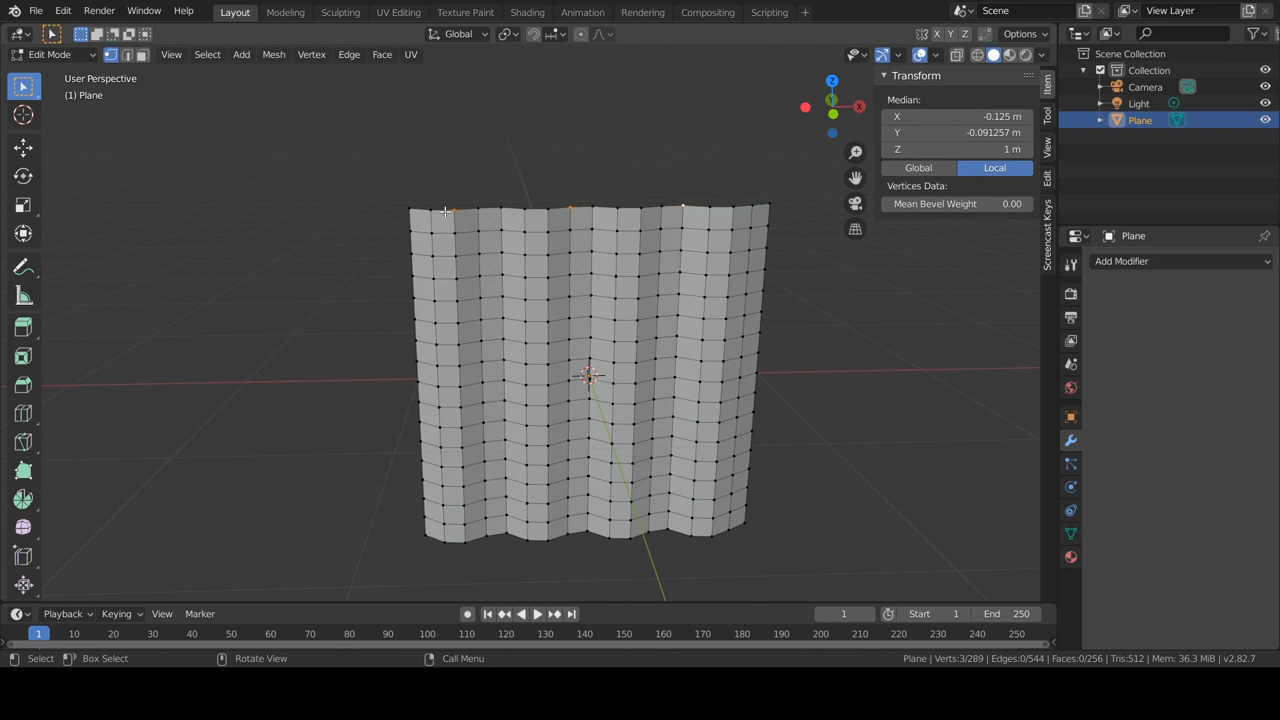 File Edit Render Window Help Layout Modeling Sculpting UV Editing Texture Paint Shading Animation Rendering Compositing Scripting + Scene View Layer
Global X Y Z Options
Edit Mode View Select Add Mesh Vertex Edge Face UV
Scene Collection
Collection
Camera
Light
Plane
User Perspective
(1) Plane
Z
X
Y
Transform
Median:
X -0.125 m
Y -0.091257 m
Z 1 m
Global Local
Vertices Data:
Mean Bevel Weight 0.00
Item
Tool
View
Edit
Screencast Keys
Plane
Add Modifier
Playback Keying View Marker 1 Start 1 End 250
1 10 20 30 40 50 60 70 80 90 100 110 120 130 140 150 160 170 180 190 200 210 220 230 240 250
Select Box Select Rotate View Call Menu Plane | Verts:3/289 | Edges:0/544 | Faces:0/256 | Tris:512 | Mem: 36.3 MiB | v2.82.7